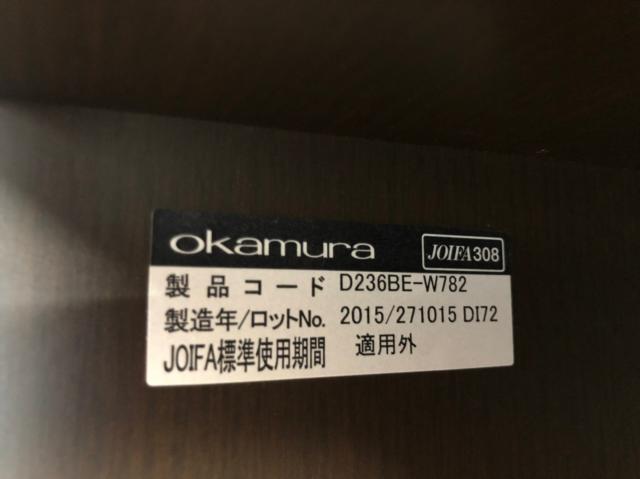 okamura JOIFA308
製品コード D236BE-W782
製造年/ロットNo. 2015/271015 DI72
JOIFA標準使用期間 適用外